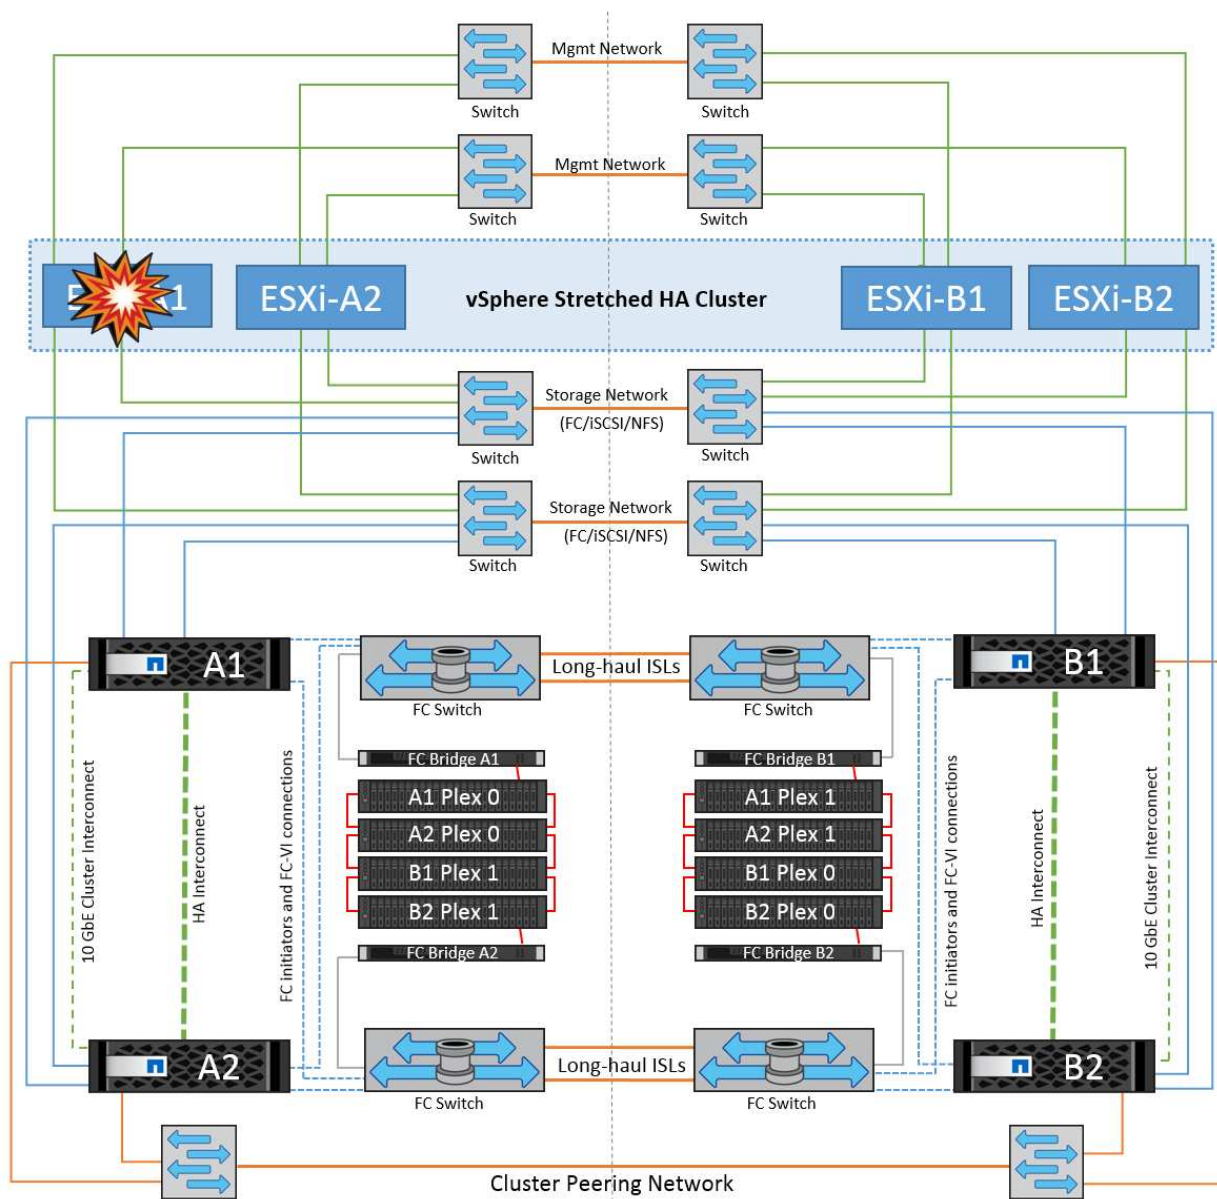 Mgmt Network
Switch
Switch
Mgmt Network
Switch
Switch
ESXi-A2
vSphere Stretched HA Cluster
ESXi-B1
ESXi-B2
Storage Network
(FC/iSCSI/NFS)
Switch
Switch
Storage Network
(FC/iSCSI/NFS)
Switch
Switch
A1
Long-haul ISLs
B1
FC Switch
FC Switch
10 GbE Cluster Interconnect
HA Interconnect
FC initiators and FC-VI connections
FC Bridge A1
A1 Plex 0
A2 Plex 0
B1 Plex 1
B2 Plex 1
FC Bridge A2
FC Bridge B1
A1 Plex 1
A2 Plex 1
B1 Plex 0
B2 Plex 0
FC Bridge B2
FC initiators and FC-VI connections
HA Interconnect
10 GbE Cluster Interconnect
A2
Long-haul ISLs
B2
FC Switch
FC Switch
Cluster Peering Network